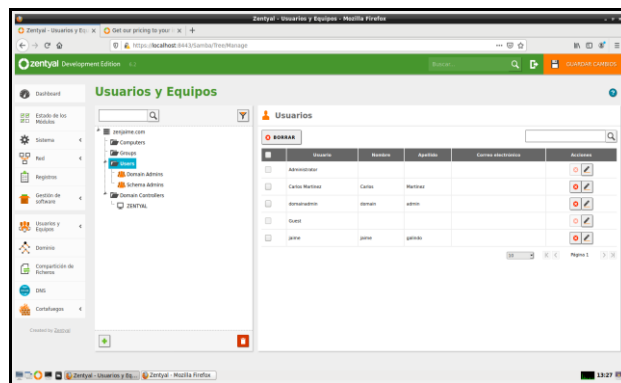 Zentyal - Usuarios y Equipos - Mozilla Firefox
Zentyal - Usuarios y Equ
Get our pricing to your
https://localhost:8443/Samba/Tree/Manage
zentyal Development Edition
Buscar...
GUARDAR CAMBIOS
Dashboard
Estado de los Módulos
Sistema
Red
Registros
Gestión de software
Usuarios y Equipos
Dominio
Compartición de Ficheros
DNS
Cortafuegos
Created by Zentyal
Usuarios y Equipos
zenjaime.com
Computers
Groups
Users
Domain Admins
Schema Admins
Domain Controllers
ZENTYAL
Usuarios
BORRAR
Usuario Nombre Apellido Correo electrónico Acciones
Administrator
Carlos Martinez Carlos Martinez
domainadmin domain admin
Guest
jaime jaime galindo
10 Página 1
Zentyal - Usuarios y Eq...
Zentyal - Mozilla Firefox
13:27